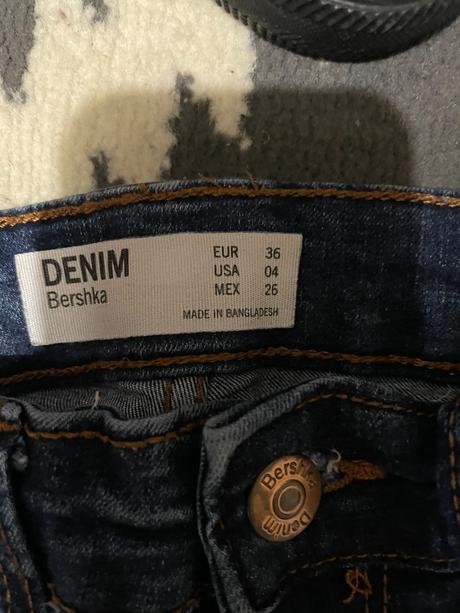 DENIM
Bershka
EUR 36
USA 04
MEX 26
MADE IN BANGLADESH
Bershka
Denim